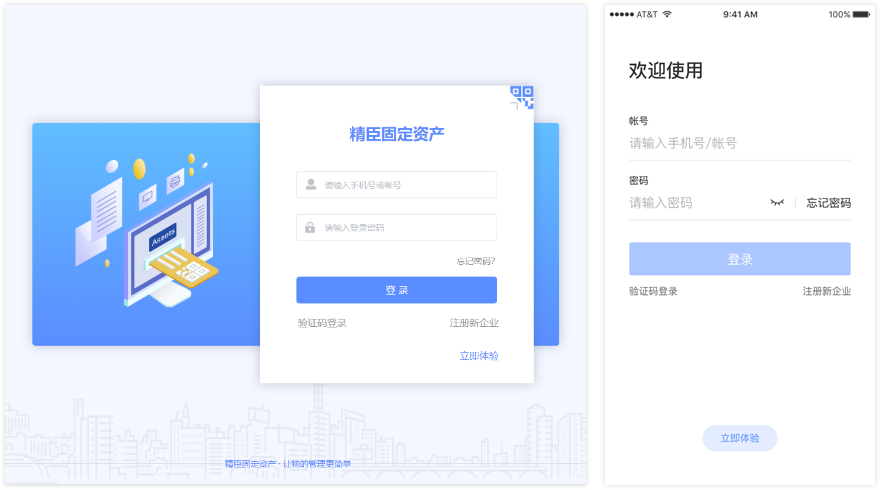 精臣固定资产
请输入手机号或帐号
请输入登录密码
忘记密码?
登 录
验证码登录
注册新企业
立即体验
Assets
精臣固定资产 · 让物的管理更简单
AT&T
9:41 AM
100%
欢迎使用
帐号
请输入手机号/帐号
密码
请输入密码
忘记密码
登录
验证码登录
注册新企业
立即体验